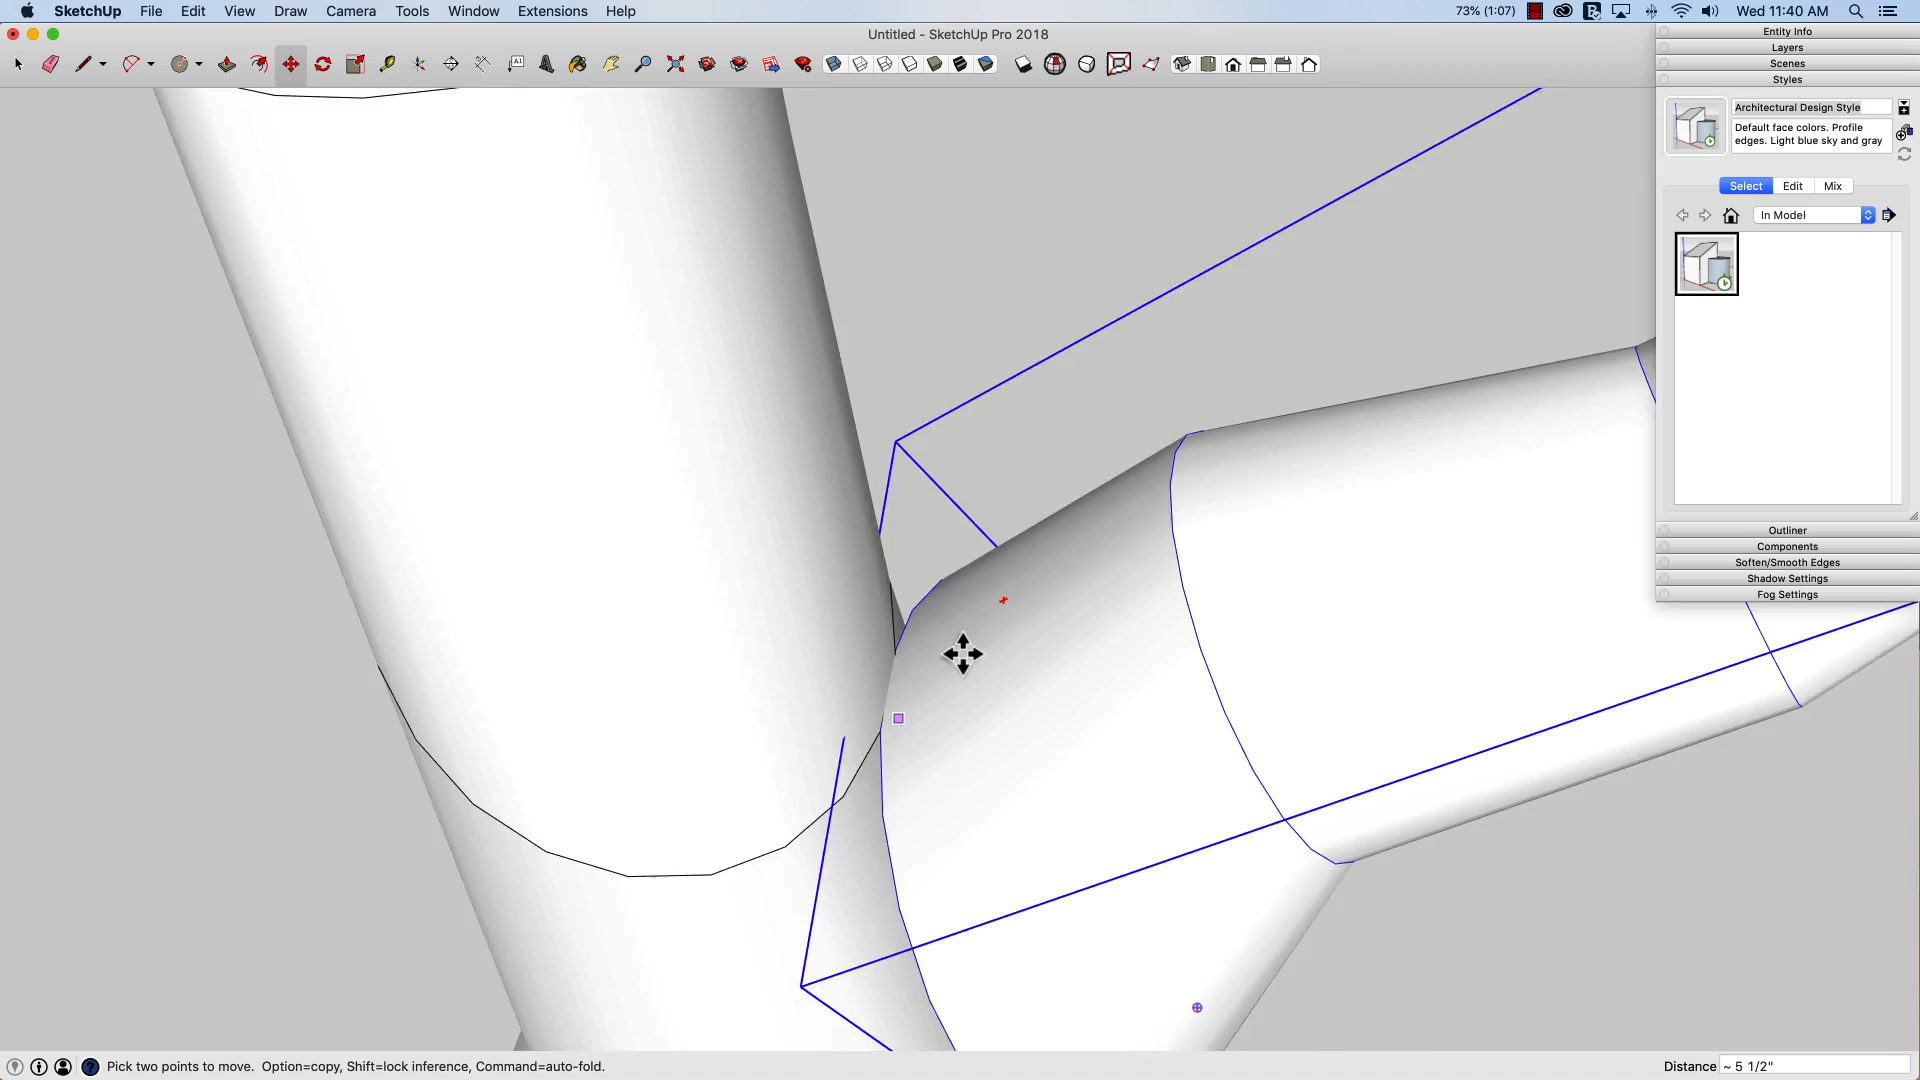 SketchUp File Edit View Draw Camera Tools Window Extensions Help 73% (1:07) Wed 11:40 AM
Untitled - SketchUp Pro 2018
Entity Info
Layers
Scenes
Styles
Architectural Design Style
Default face colors. Profile
edges. Light blue sky and gray
Select Edit Mix
In Model
Outliner
Components
Soften/Smooth Edges
Shadow Settings
Fog Settings
Pick two points to move. Option=copy, Shift=lock inference, Command=auto-fold.
Distance ~ 5 1/2"